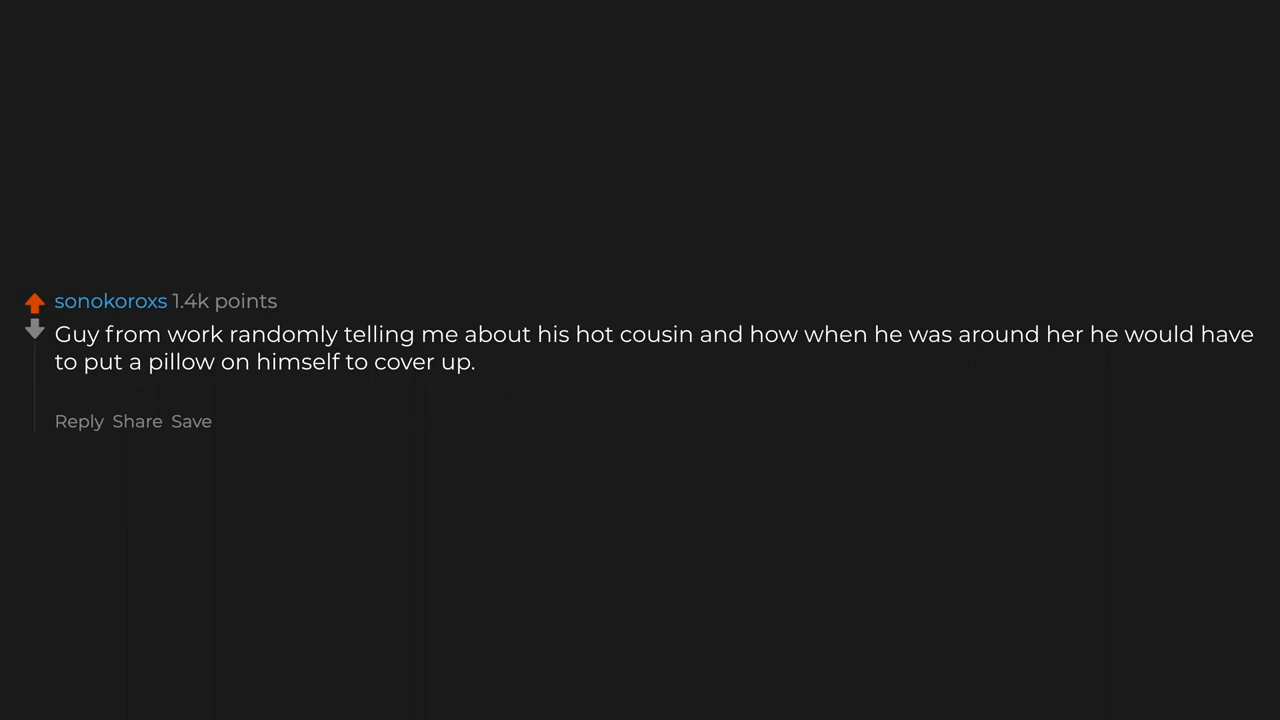 sonokoroxs 1.4k points
Guy from work randomly telling me about his hot cousin and how when he was around her he would have
to put a pillow on himself to cover up.
Reply Share Save